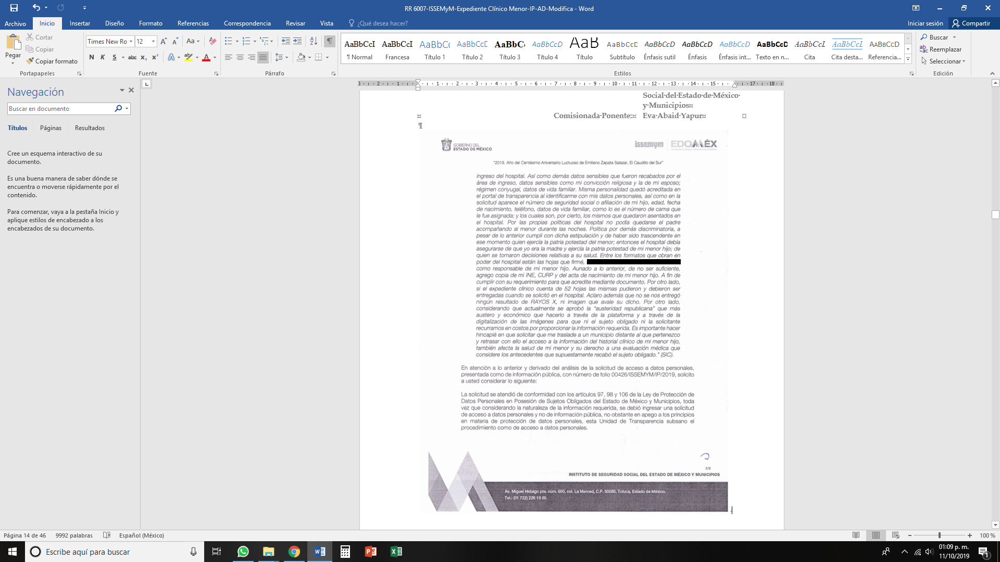 RR 6007-ISSEMyM-Expediente Clínico Menor-IP-AD-Modifica - Word
Archivo Inicio Insertar Diseño Formato Referencias Correspondencia Revisar Vista ¿Qué desea hacer? Iniciar sesión Compartir
Pegar
Cortar
Copiar
Copiar formato
Portapapeles
Times New Ro 12
N K S abc
Fuente
Párrafo
AaBbCcI AaBbCcI AaBbC AaBbCcC AaBbC AaBbCcD AaB AaBbCcD AaBbCcD AaBbCcD AaBbCcD AaBbCcD AaBbCcI AaBbCcI AABBCCD
¶ Normal Francesa Título 1 Título 2 Título 3 Título 4 Título Subtítulo Énfasis sutil Énfasis Énfasis int... Texto en n... Cita Cita desta... Referencia...
Estilos
Buscar
Reemplazar
Seleccionar
Edición
3 2 1 1 2 3 4 5 6 7 8 9 10 11 12 13 14 15 17 18
Navegación
Buscar en documento
Títulos Páginas Resultados
Cree un esquema interactivo de su
documento.
Es una buena manera de saber dónde se
encuentra o moverse rápidamente por el
contenido.
Para comenzar, vaya a la pestaña Inicio y
aplique estilos de encabezado a los
encabezados de su documento.
Social·del·Estado·de·México·
y·Municipios¤
¤ Comisionada·Ponente:¤ Eva·Abaid·Yapur¤ ¤
¶
GOBIERNO DEL
ESTADO DE MÉXICO
issemym EDOMÉX
"2019. Año del Centésimo Aniversario Luctuoso de Emiliano Zapata Salazar, El Caudillo del Sur"
ingreso del hospital. Así como demás datos sensibles que fueron recabados por el
área de ingreso, datos sensibles como mi convicción religiosa y la de mi esposo;
régimen conyugal, datos de vida familiar. Misma personalidad quedó acreditada en
el portal de transparencia al identificarme con mis datos personales, así como en la
solicitud aparece el número de seguridad social o afiliación de mi hijo, edad, fecha
de nacimiento, teléfono, datos de vida familiar, como lo es el número de cama que
le fue asignada; y los cuales son, por cierto, los mismos que quedaron asentados en
el hospital. Por las propias políticas del hospital no podía quedarse el padre
acompañando al menor durante las noches. Política por demás discriminatoria, a
pesar de lo anterior cumplí con dicha estipulación y de haber sido trascendente en
ese momento quien ejercía la patria potestad del menor; entonces el hospital debía
asegurarse de que yo era la madre y ejercía la patria potestad de mi menor hijo; de
quien se tomaron decisiones relativas a su salud. Entre los formatos que obran en
poder del hospital están las hojas que firmé,
como responsable de mi menor hijo. Aunado a lo anterior, de no ser suficiente,
agrego copia de mi INE, CURP y del acta de nacimiento de mi menor hijo. A fin de
cumplir con su requerimiento para que acredite mediante documento. Por otro lado,
si el expediente clínico cuenta de 52 hojas las mismas pudieron y debieron ser
entregadas cuando se solicitó en el hospital. Aclaro además que no se nos entregó
ningún resultado de RAYOS X, ni imagen que avale su dicho. Por otro lado,
considerando que actualmente se aprobó la "austeridad republicana" que más
austero y económico que hacerlo a través de la plataforma y a través de la
digitalización de las imágenes para que ni el sujeto obligado ni la solicitante
recurramos en costos por proporcionar la información requerida. Es importante hacer
hincapié en que solicitar que me traslade a un municipio distante al que pertenezco
y retrasar con ello el acceso a la información del historial clínico de mi menor hijo,
también afecta la salud de mi menor y su derecho a una evaluación médica que
considere los antecedentes que supuestamente recabó el sujeto obligado." (SIC).
En atención a lo anterior y derivado del análisis de la solicitud de acceso a datos personales,
presentada como de información pública, con número de folio 00426/ISSEMYM/IP/2019, solicito
a usted considerar lo siguiente:
La solicitud se atendió de conformidad con los artículos 97, 98 y 106 de la Ley de Protección de
Datos Personales en Posesión de Sujetos Obligados del Estado de México y Municipios, toda
vez que considerando la naturaleza de la información requerida, se debió ingresar una solicitud
de acceso a datos personales y no de información pública, no obstante en apego a los principios
en materia de protección de datos personales, esta Unidad de Transparencia subsano el
procedimiento como de acceso a datos personales.
5/9
INSTITUTO DE SEGURIDAD SOCIAL DEL ESTADO DE MÉXICO Y MUNICIPIOS
Av. Miguel Hidalgo pte. núm. 600, col. La Merced, C.P. 50080, Toluca, Estado de México.
Tel.: (01 722) 226 19 00.
Página 14 de 46 9992 palabras Español (México) 100 %
Escribe aquí para buscar
01:09 p. m.
11/10/2019
1